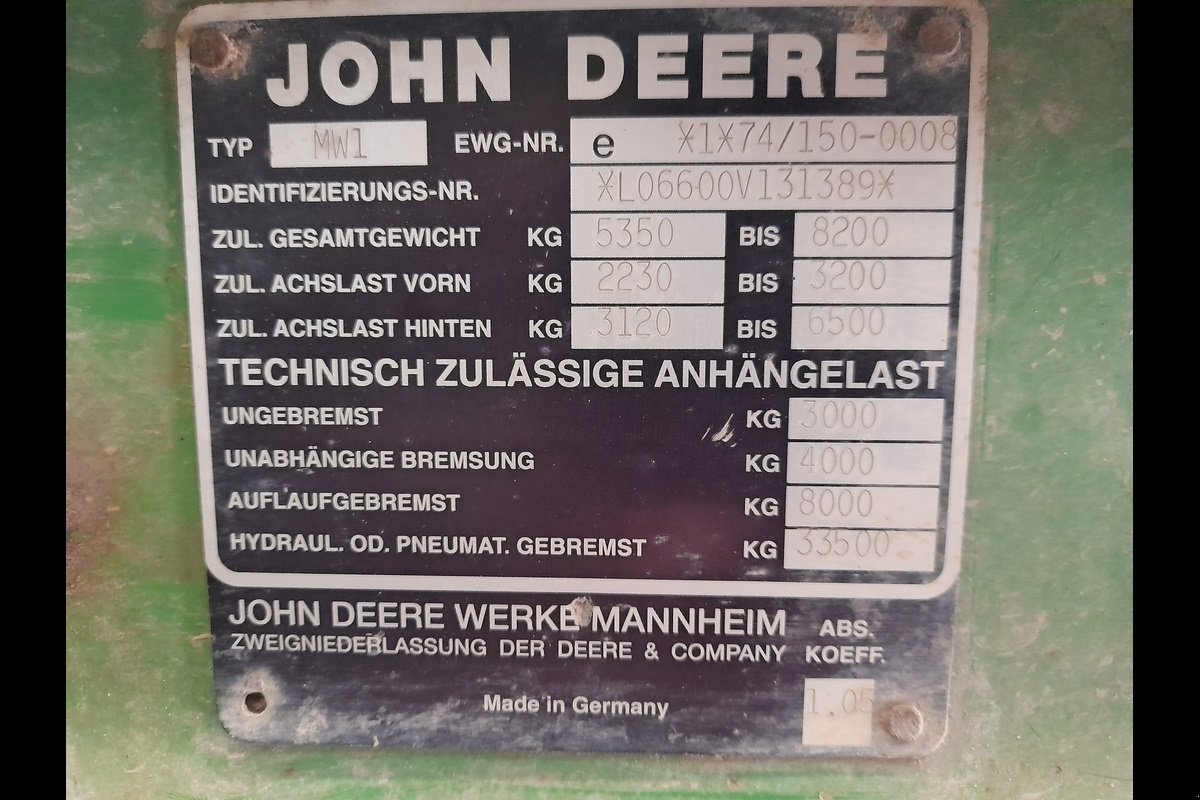 JOHN DEERE
TYP MW1 EWG-NR. e *1*74/150-0008
IDENTIFIZIERUNGS-NR. *L06600V131389*
ZUL. GESAMTGEWICHT KG 5350 BIS 8200
ZUL. ACHSLAST VORN KG 2230 BIS 3200
ZUL. ACHSLAST HINTEN KG 3120 BIS 6500
TECHNISCH ZULÄSSIGE ANHÄNGELAST
UNGEBREMST KG 3000
UNABHÄNGIGE BREMSUNG KG 4000
AUFLAUFGEBREMST KG 8000
HYDRAUL. OD. PNEUMAT. GEBREMST KG 33500
JOHN DEERE WERKE MANNHEIM ABS.
ZWEIGNIEDERLASSUNG DER DEERE & COMPANY KOEFF.
Made in Germany 1.05